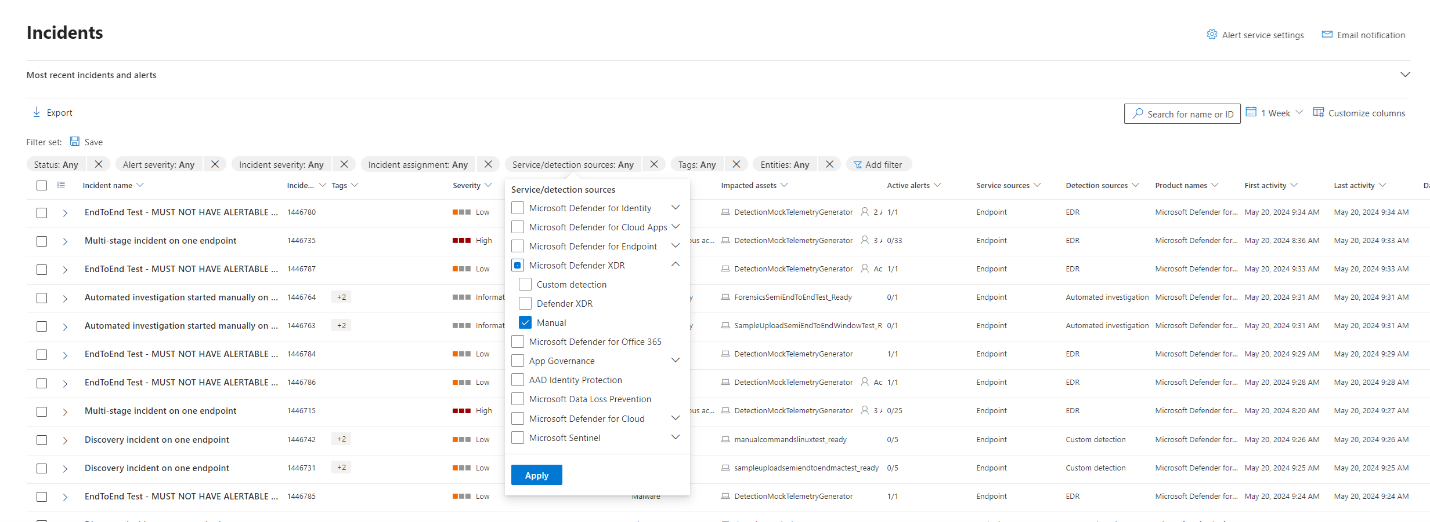 Incidents
Alert service settings Email notification
Most recent incidents and alerts
Export Search for name or ID 1 Week Customize columns
Filter set: Save
Status: Any Alert severity: Any Incident severity: Any Incident assignment: Any Service/detection sources: Any Tags: Any Entities: Any Add filter
Incident name Incide... Tags Severity Impacted assets Active alerts Service sources Detection sources Product names First activity Last activity
EndToEnd Test - MUST NOT HAVE ALERTABLE ... 1446780 Low DetectionMockTelemetryGenerator 2 1/1 Endpoint EDR Microsoft Defender for... May 20, 2024 9:34 AM May 20, 2024 9:34 AM
Multi-stage incident on one endpoint 1446735 High ous ac... DetectionMockTelemetryGenerator 3 0/33 Endpoint EDR Microsoft Defender for... May 20, 2024 8:36 AM May 20, 2024 9:33 AM
EndToEnd Test - MUST NOT HAVE ALERTABLE ... 1446787 Low DetectionMockTelemetryGenerator Ac 1/1 Endpoint EDR Microsoft Defender for... May 20, 2024 9:33 AM May 20, 2024 9:33 AM
Automated investigation started manually on ... 1446764 +2 Informat ForensicsSemiEndToEndTest_Ready 0/1 Endpoint Automated investigation Microsoft Defender for... May 20, 2024 9:31 AM May 20, 2024 9:31 AM
Automated investigation started manually on ... 1446763 +2 Informat SampleUploadSemiEndToEndWindowTest_R 0/1 Endpoint Automated investigation Microsoft Defender for... May 20, 2024 9:31 AM May 20, 2024 9:31 AM
EndToEnd Test - MUST NOT HAVE ALERTABLE ... 1446784 Low DetectionMockTelemetryGenerator 1/1 Endpoint EDR Microsoft Defender for... May 20, 2024 9:29 AM May 20, 2024 9:29 AM
EndToEnd Test - MUST NOT HAVE ALERTABLE ... 1446786 Low DetectionMockTelemetryGenerator Ac 1/1 Endpoint EDR Microsoft Defender for... May 20, 2024 9:28 AM May 20, 2024 9:28 AM
Multi-stage incident on one endpoint 1446715 High ous ac... DetectionMockTelemetryGenerator 3 0/25 Endpoint EDR Microsoft Defender for... May 20, 2024 8:20 AM May 20, 2024 9:27 AM
Discovery incident on one endpoint 1446742 +2 Low manualcommandslinuxtest_ready 0/5 Endpoint Custom detection Microsoft Defender for... May 20, 2024 9:26 AM May 20, 2024 9:26 AM
Discovery incident on one endpoint 1446731 +2 Low sampleuploadsemiendtoendmactest_ready 0/5 Endpoint Custom detection Microsoft Defender for... May 20, 2024 9:25 AM May 20, 2024 9:25 AM
EndToEnd Test - MUST NOT HAVE ALERTABLE ... 1446785 Low Malware DetectionMockTelemetryGenerator 1/1 Endpoint EDR Microsoft Defender for... May 20, 2024 9:24 AM May 20, 2024 9:24 AM
Service/detection sources
Microsoft Defender for Identity
Microsoft Defender for Cloud Apps
Microsoft Defender for Endpoint
Microsoft Defender XDR
Custom detection
Defender XDR
Manual
Microsoft Defender for Office 365
App Governance
AAD Identity Protection
Microsoft Data Loss Prevention
Microsoft Defender for Cloud
Microsoft Sentinel
Apply